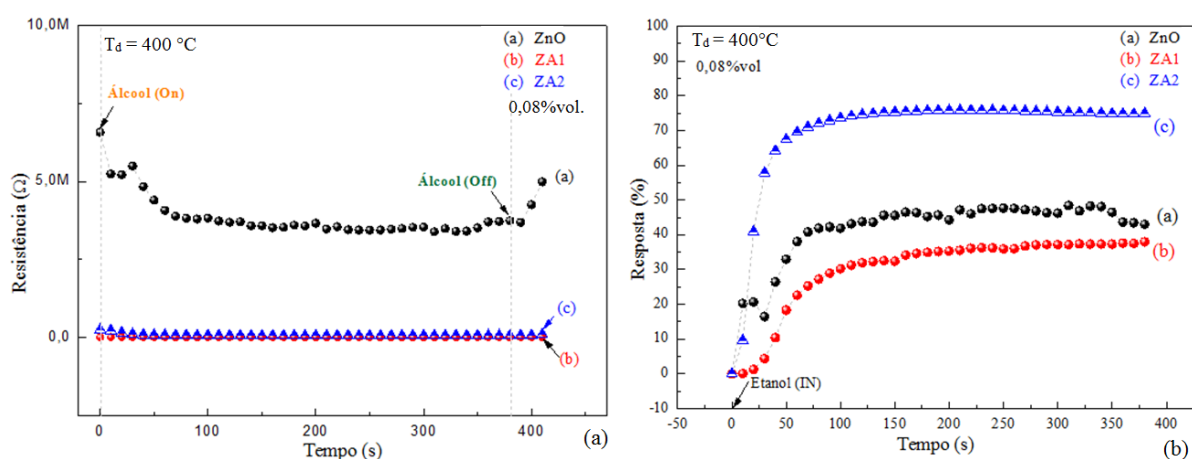 10,0M
T_d = 400 °C
(a) ZnO
(b) ZA1
(c) ZA2
0,08%vol.
Álcool (On)
5,0M
Álcool (Off)
(a)
Resistência (Ω)
(c)
0,0
(b)
0 100 200 300 400
Tempo (s)
(a)
100
T_d = 400°C
0,08%vol
(a) ZnO
(b) ZA1
(c) ZA2
90
80
70
60
50
40
30
20
10
0
-10
(c)
(a)
(b)
Resposta (%)
Etanol (IN)
-50 0 50 100 150 200 250 300 350 400
Tempo (s)
(b)